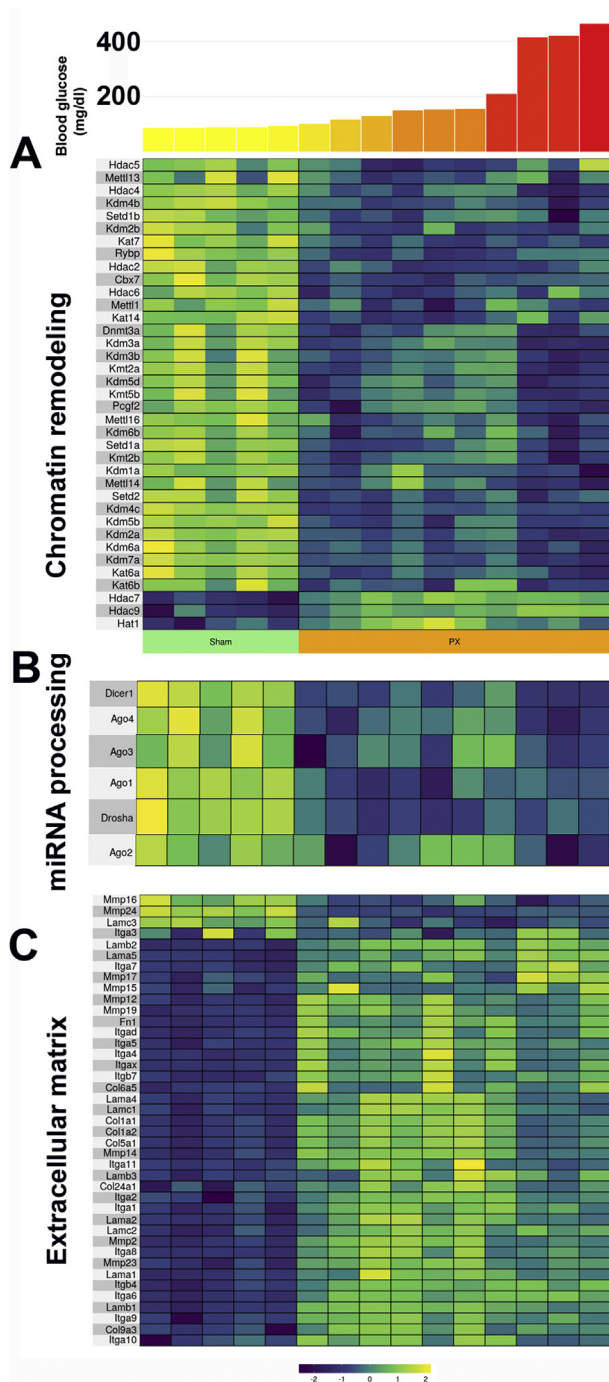 400
200
Blood glucose
(mg/dl)
A
Chromatin remodeling
Hdac5
Mettl13
Hdac4
Kdm4b
Setd1b
Kdm2b
Kat7
Rybp
Hdac2
Cbx7
Hdac6
Mettl1
Kat14
Dnmt3a
Kdm3a
Kdm3b
Kmt2a
Kdm5d
Kmt5b
Pcgf2
Mettl16
Kdm6b
Setd1a
Kmt2b
Kdm1a
Mettl14
Setd2
Kdm4c
Kdm5b
Kdm2a
Kdm6a
Kdm7a
Kat6a
Kat6b
Hdac7
Hdac9
Hat1
Sham PX
B
miRNA processing
Dicer1
Ago4
Ago3
Ago1
Drosha
Ago2
C
Extracellular matrix
Mmp16
Mmp24
Lamc3
Itga3
Lamb2
Lama5
Itga7
Mmp17
Mmp15
Mmp12
Mmp19
Fn1
Itgad
Itga5
Itga4
Itgax
Itgb7
Col6a5
Lama4
Lamc1
Col1a1
Col1a2
Col5a1
Mmp14
Itga11
Lamb3
Col24a1
Itga2
Itga1
Lama2
Lamc2
Mmp2
Itga8
Mmp23
Lama1
Itgb4
Itga6
Lamb1
Itga9
Col9a3
Itga10
-2 -1 0 1 2